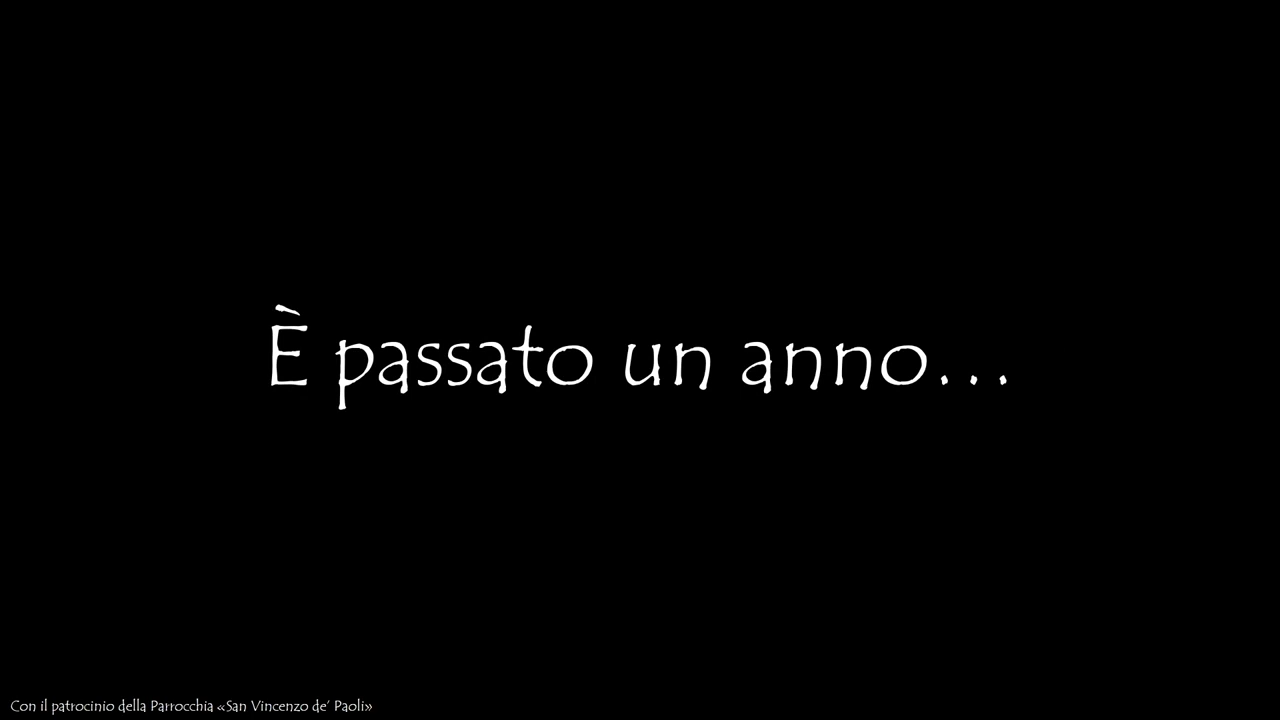 È passato un anno...
Con il patrocinio della Parrocchia «San Vincenzo de’ Paoli»